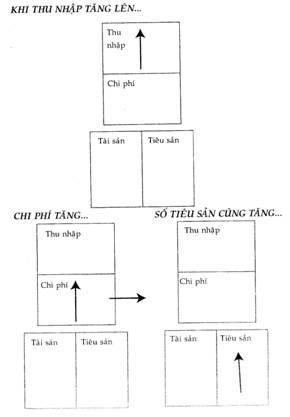 KHI THU NHẬP TĂNG LÊN...
Thu
nhập
Chi phí
Tài sản Tiêu sản
CHI PHÍ TĂNG... SỐ TIÊU SẢN CŨNG TĂNG...
Thu nhập Thu nhập
Chi phí Chi phí
Tài sản Tiêu sản Tài sản Tiêu sản